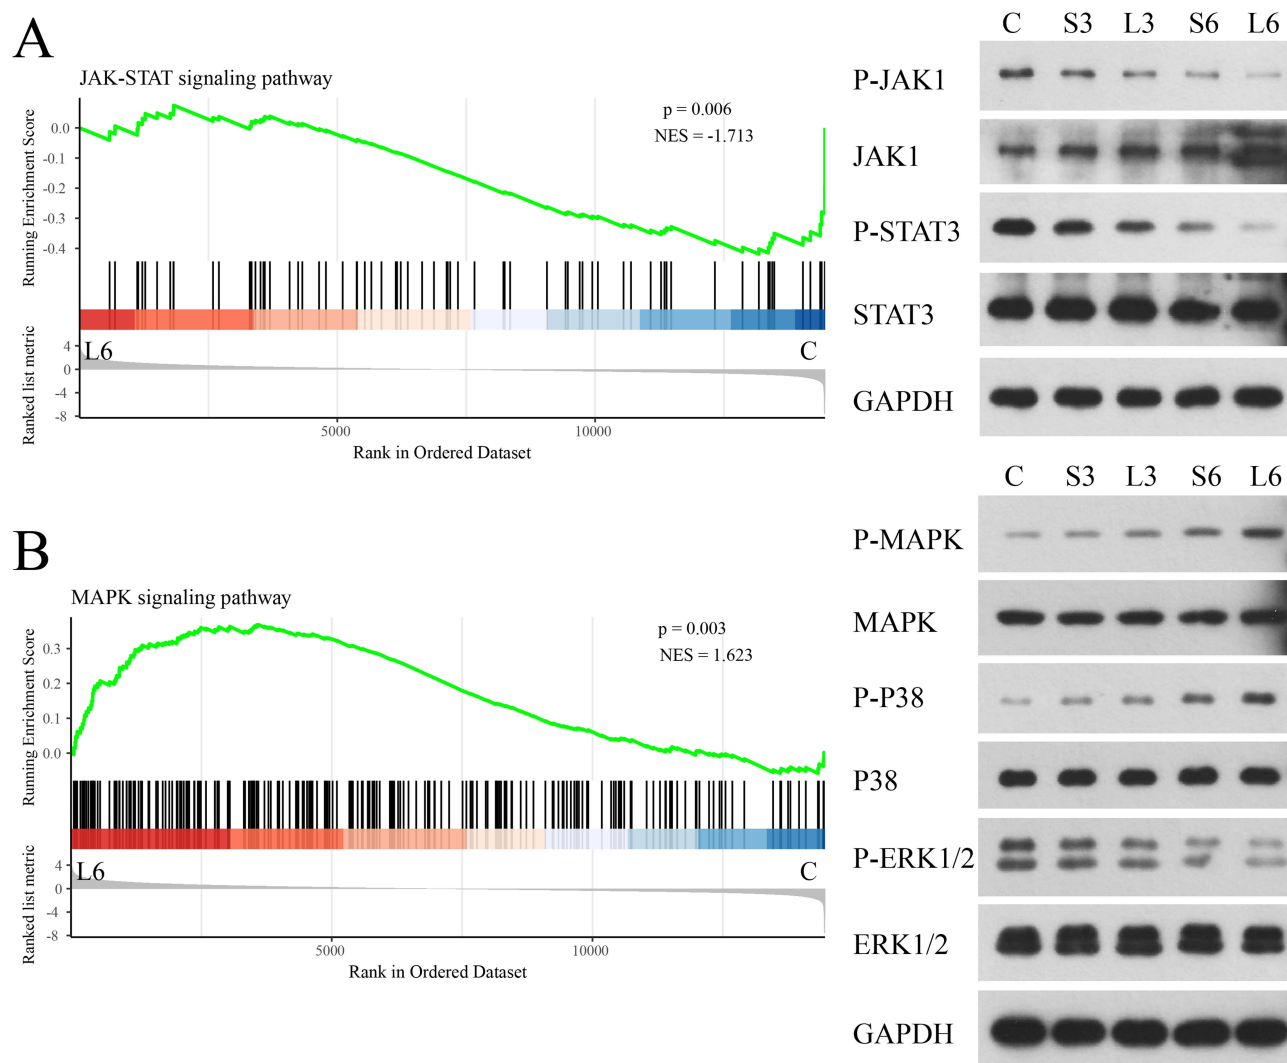 A
JAK-STAT signaling pathway
p = 0.006
NES = -1.713
Running Enrichment Score
0.0
-0.1
-0.2
-0.3
-0.4
Ranked list metric
4
0
-4
-8
L6
C
5000
10000
Rank in Ordered Dataset
C S3 L3 S6 L6
P-JAK1
JAK1
P-STAT3
STAT3
GAPDH
B
MAPK signaling pathway
p = 0.003
NES = 1.623
Running Enrichment Score
0.3
0.2
0.1
0.0
Ranked list metric
4
0
-4
-8
L6
C
5000
10000
Rank in Ordered Dataset
C S3 L3 S6 L6
P-MAPK
MAPK
P-P38
P38
P-ERK1/2
ERK1/2
GAPDH